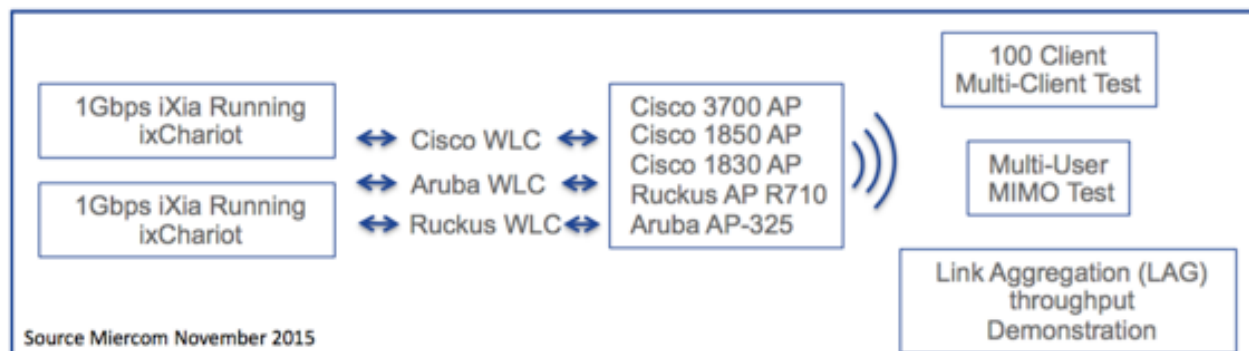 1Gbps iXia Running
ixChariot
1Gbps iXia Running
ixChariot
Cisco WLC
Aruba WLC
Ruckus WLC
Cisco 3700 AP
Cisco 1850 AP
Cisco 1830 AP
Ruckus AP R710
Aruba AP-325
100 Client
Multi-Client Test
Multi-User
MIMO Test
Link Aggregation (LAG)
throughput
Demonstration
Source Miercom November 2015